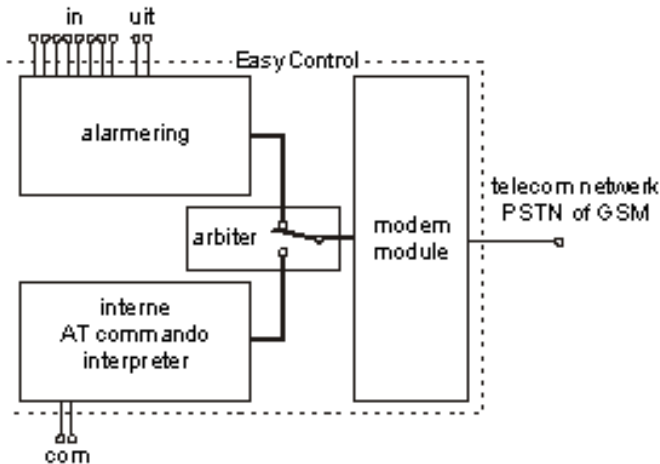 in uit
Easy Control
alarmering
telecom netwerk
PSTN of GSM
arbiter
modem
module
interne
AT commando
interpreter
com